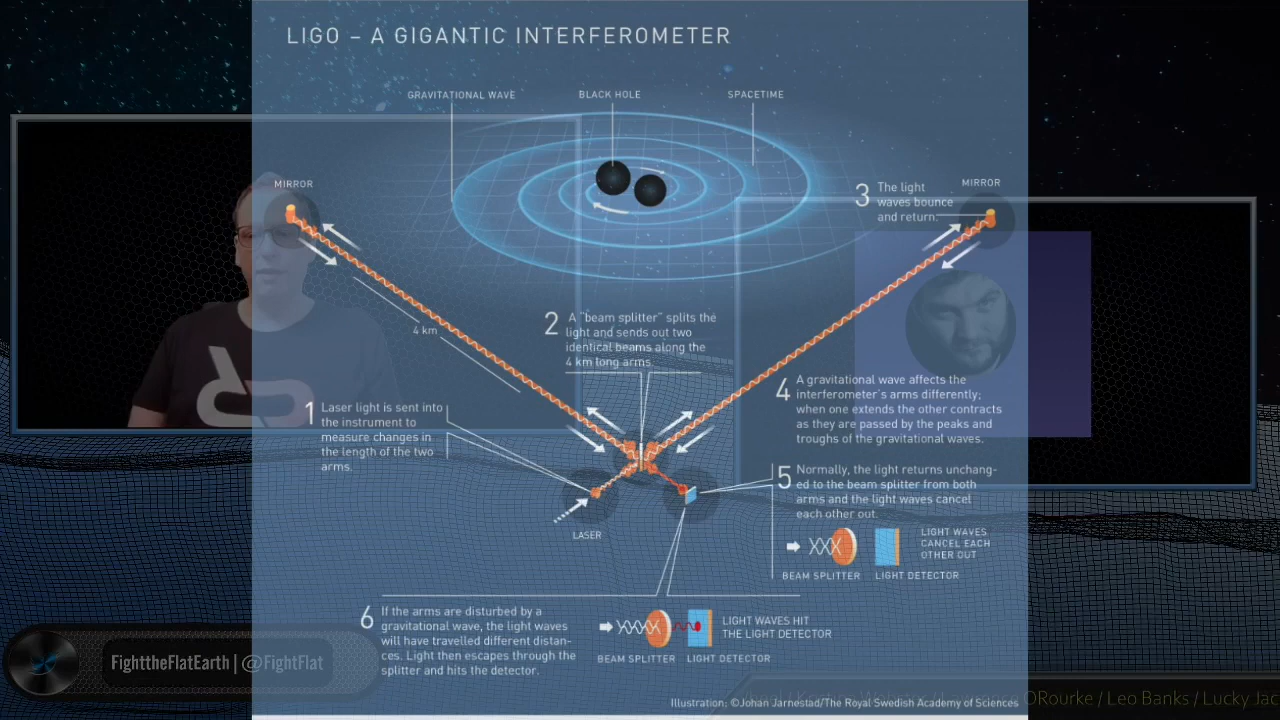 LIGO – A GIGANTIC INTERFEROMETER
GRAVITATIONAL WAVE
BLACK HOLE
SPACETIME
MIRROR
3 The light
waves bounce
and return.
MIRROR
4 km
2 A "beam splitter" splits the
light and sends out two
identical beams along the
4 km long arms.
1 Laser light is sent into
the instrument to
measure changes in
the length of the two
arms.
4 A gravitational wave affects the
interferometer's arms differently;
when one extends the other contracts
as they are passed by the peaks and
troughs of the gravitational waves.
5 Normally, the light returns unchang-
ed to the beam splitter from both
arms and the light waves cancel
each other out.
LASER
LIGHT WAVES
CANCEL EACH
OTHER OUT
BEAM SPLITTER
LIGHT DETECTOR
6 If the arms are disturbed by a
gravitational wave, the light waves
will have travelled different distan-
ces. Light then escapes through the
splitter and hits the detector.
LIGHT WAVES HIT
THE LIGHT DETECTOR
BEAM SPLITTER
LIGHT DETECTOR
FighttheFlatEarth | @FightFlat
Illustration: ©Johan Jarnestad/The Royal Swedish Academy of Sciences
ORourke / Leo Banks / Lucky Jac